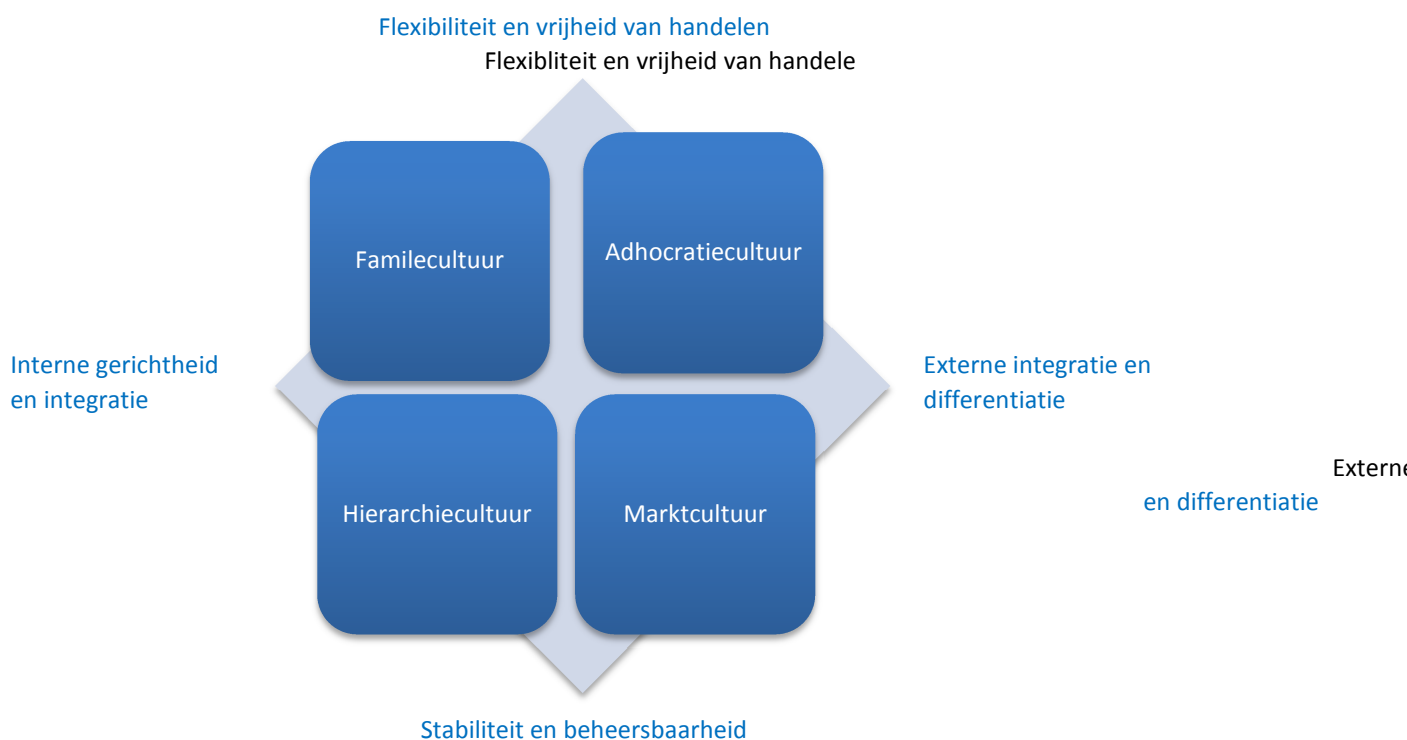 Flexibiliteit en vrijheid van handelen
Flexibliteit en vrijheid van handele
Familecultuur
Adhocratiecultuur
Interne gerichtheid
en integratie
Externe integratie en
differentiatie
Hierarchiecultuur
Marktcultuur
Externe
en differentiatie
Stabiliteit en beheersbaarheid